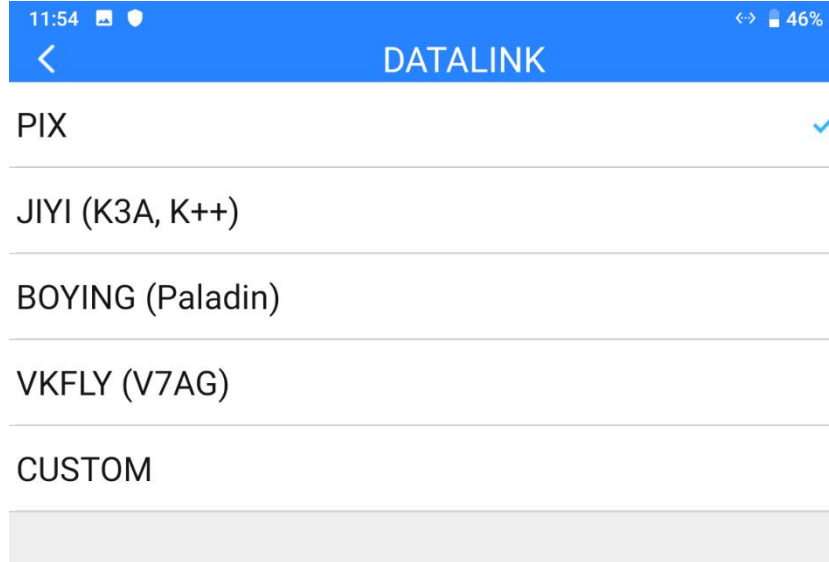 11:54 46%
DATALINK
PIX
JIYI (K3A, K++)
BOYING (Paladin)
VKFLY (V7AG)
CUSTOM